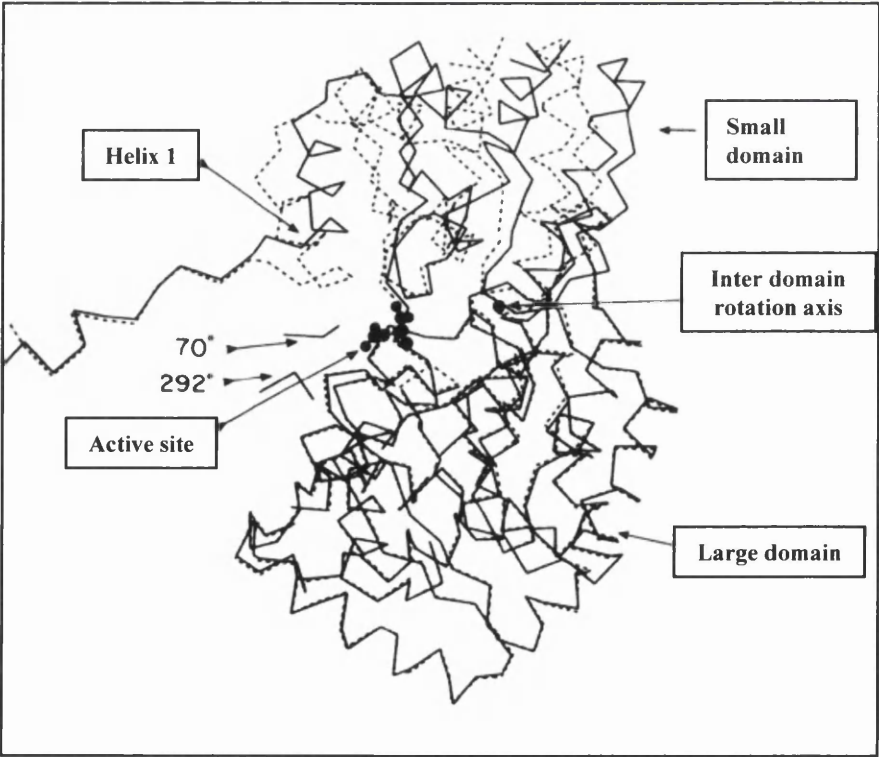 Small
domain
Helix 1
Inter domain
rotation axis
70°
292°
Active site
Large domain